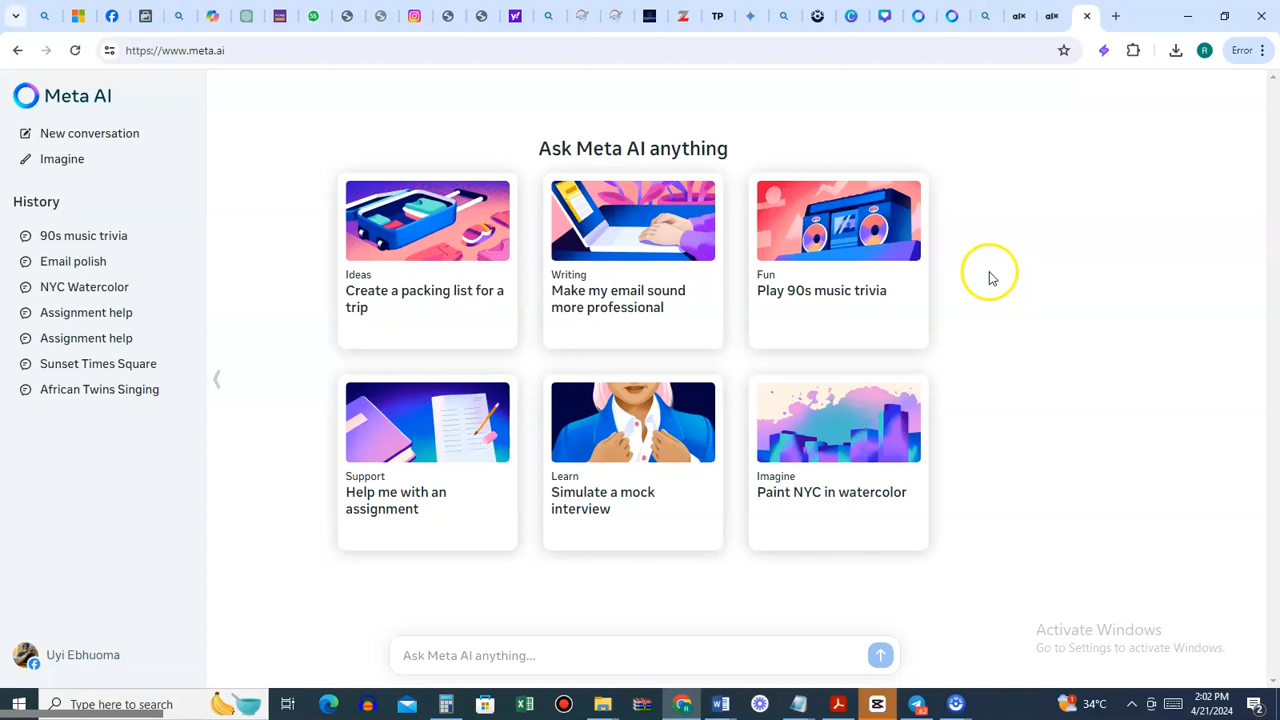 https://www.meta.ai
Error
Meta AI
New conversation
Imagine
History
90s music trivia
Email polish
NYC Watercolor
Assignment help
Assignment help
Sunset Times Square
African Twins Singing
Uyi Ebhuoma
Ask Meta AI anything
Ideas
Create a packing list for a
trip
Writing
Make my email sound
more professional
Fun
Play 90s music trivia
Support
Help me with an
assignment
Learn
Simulate a mock
interview
Imagine
Paint NYC in watercolor
Ask Meta AI anything...
Activate Windows
Go to Settings to activate Windows.
Type here to search
34°C
2:02 PM
4/21/2024